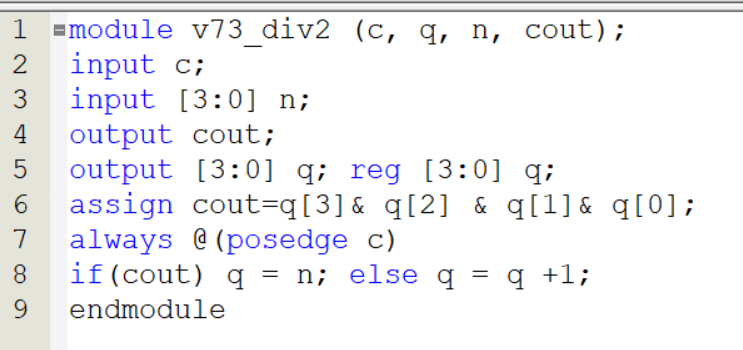 1 module v73_div2 (c, q, n, cout);
2 input c;
3 input [3:0] n;
4 output cout;
5 output [3:0] q; reg [3:0] q;
6 assign cout=q[3]& q[2] & q[1]& q[0];
7 always @(posedge c)
8 if(cout) q = n; else q = q +1;
9 endmodule